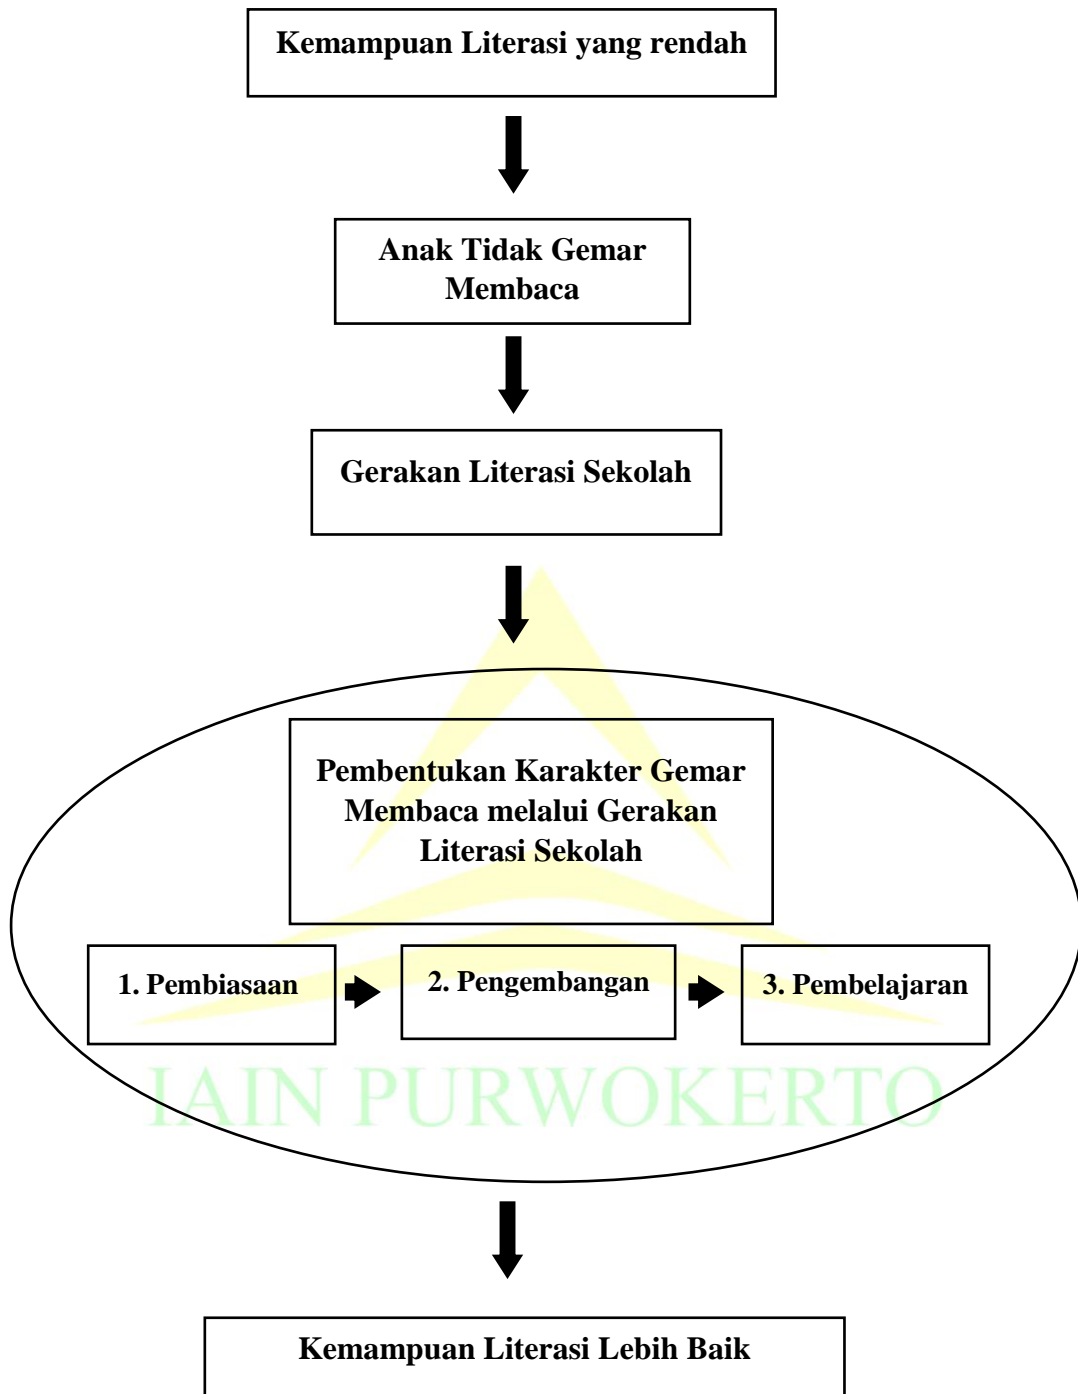 Kemampuan Literasi yang rendah
Anak Tidak Gemar
Membaca
Gerakan Literasi Sekolah
Pembentukan Karakter Gemar
Membaca melalui Gerakan
Literasi Sekolah
1. Pembiasaan
2. Pengembangan
3. Pembelajaran
IAIN PURWOKERTO
Kemampuan Literasi Lebih Baik